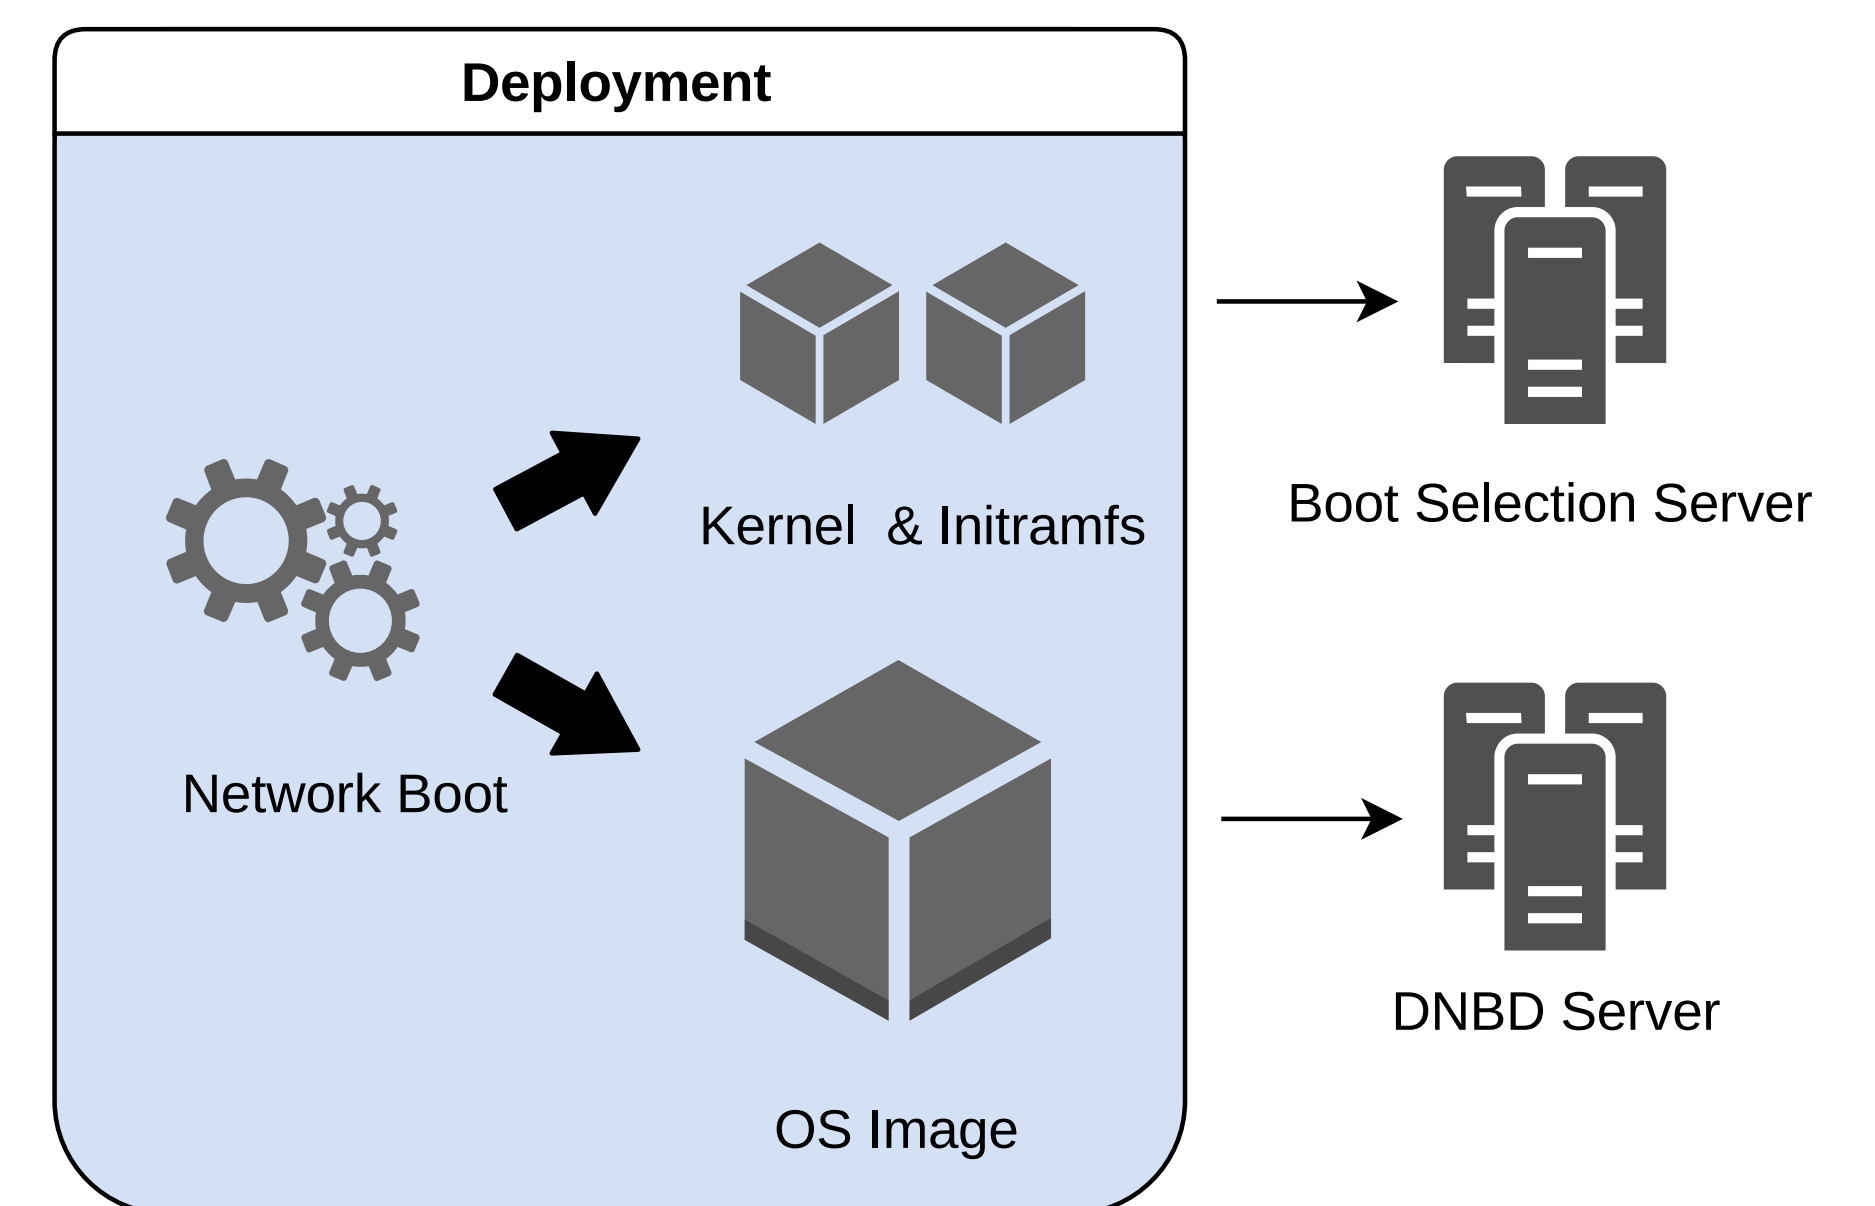 Deployment
Kernel & Initramfs
Boot Selection Server
Network Boot
DNBD Server
OS Image